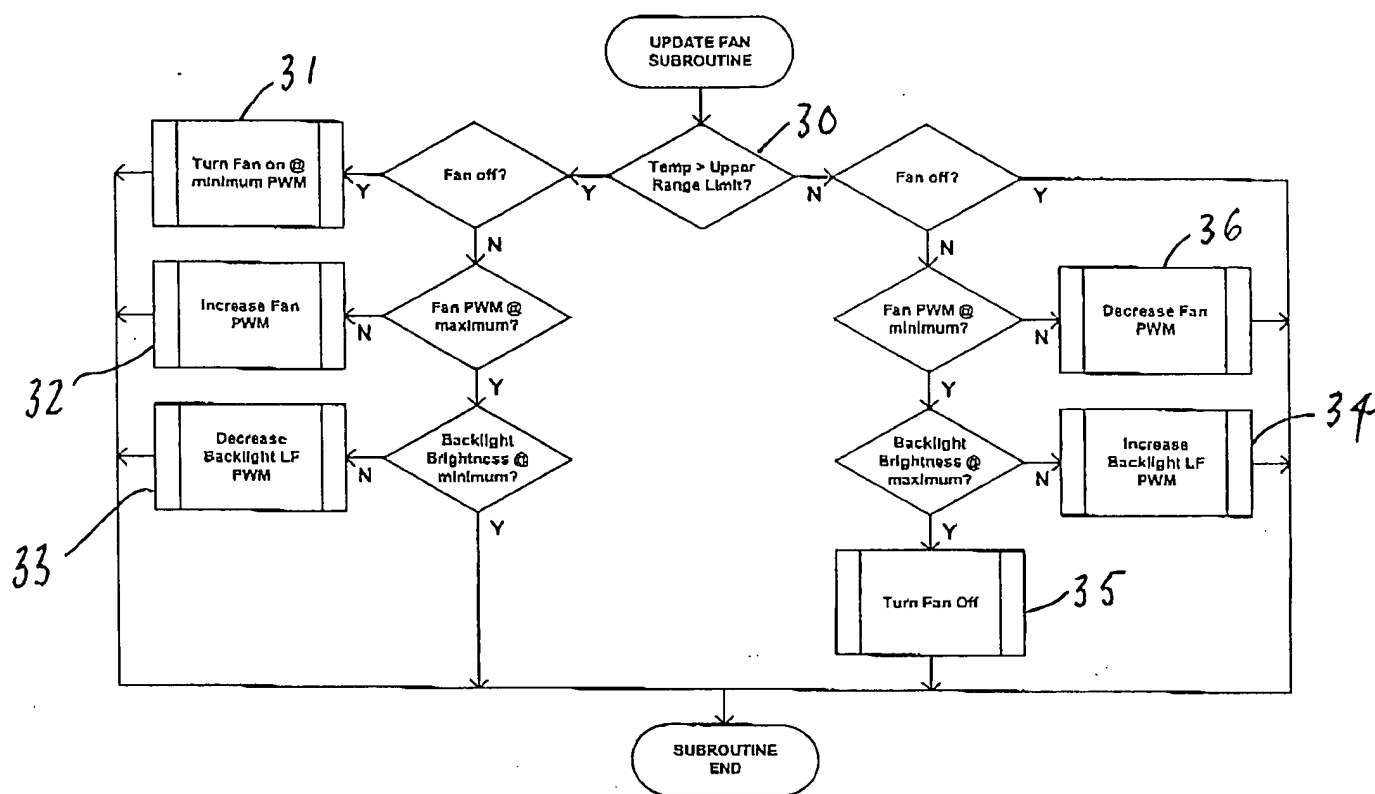 UPDATE FAN
SUBROUTINE
31
30
Turn Fan on @
minimum PWM
Y
Fan off?
Y
Temp > Upper
Range Limit?
N
Fan off?
Y
N
N
36
Increase Fan
PWM
N
Fan PWM @
maximum?
Fan PWM @
minimum?
N
Decrease Fan
PWM
32
Y
Y
34
Decrease
Backlight LF
PWM
N
Backlight
Brightness @
minimum?
Backlight
Brightness @
maximum?
N
Increase
Backlight LF
PWM
33
Y
Y
Turn Fan Off
35
SUBROUTINE
END